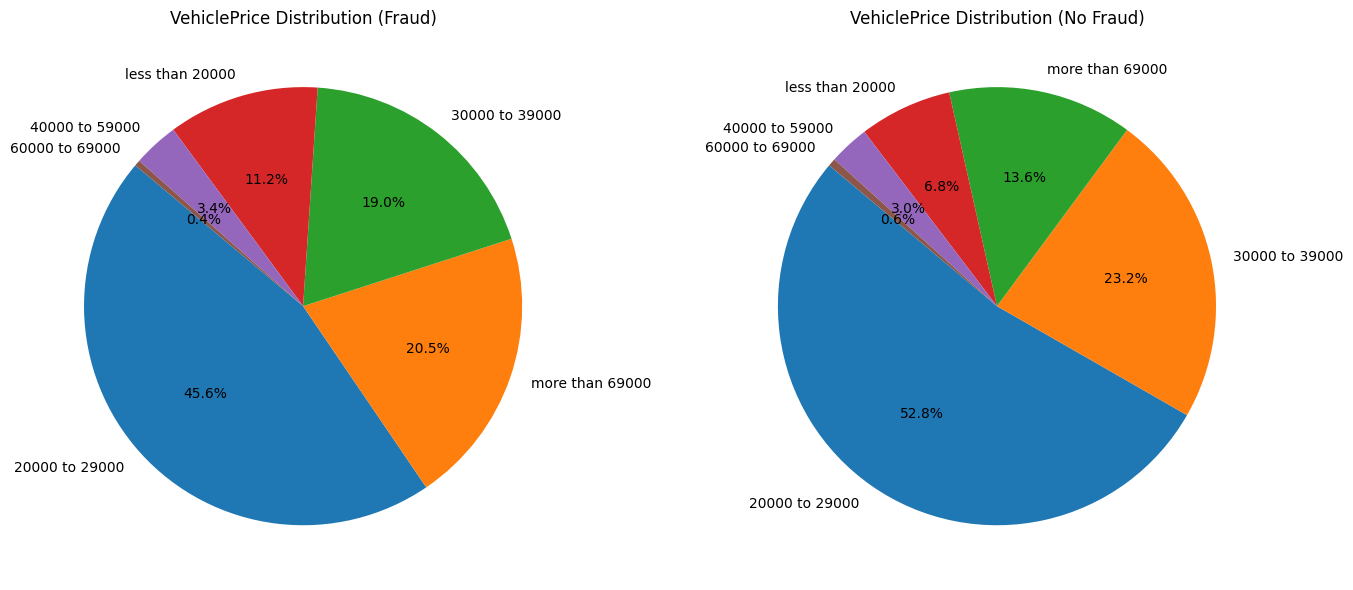 VehiclePrice Distribution (Fraud)
less than 20000
30000 to 39000
40000 to 59000
60000 to 69000
11.2%
19.0%
3.4%
0.4%
20.5%
more than 69000
45.6%
20000 to 29000
VehiclePrice Distribution (No Fraud)
more than 69000
less than 20000
40000 to 59000
60000 to 69000
13.6%
6.8%
3.0%
0.6%
30000 to 39000
23.2%
52.8%
20000 to 29000